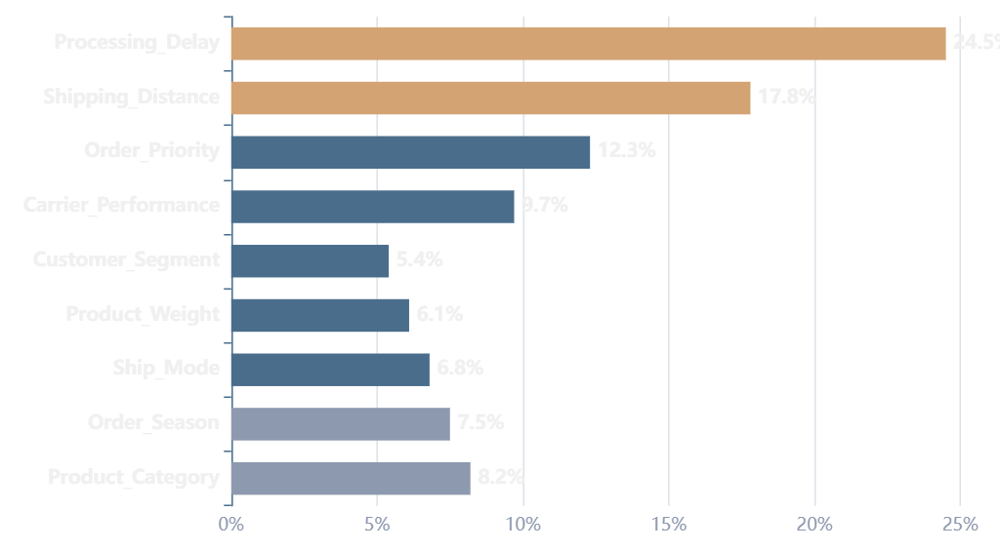 Processing_Delay 24.5%
Shipping_Distance 17.8%
Order_Priority 12.3%
Carrier_Performance 9.7%
Customer_Segment 5.4%
Product_Weight 6.1%
Ship_Mode 6.8%
Order_Season 7.5%
Product_Category 8.2%
0% 5% 10% 15% 20% 25%